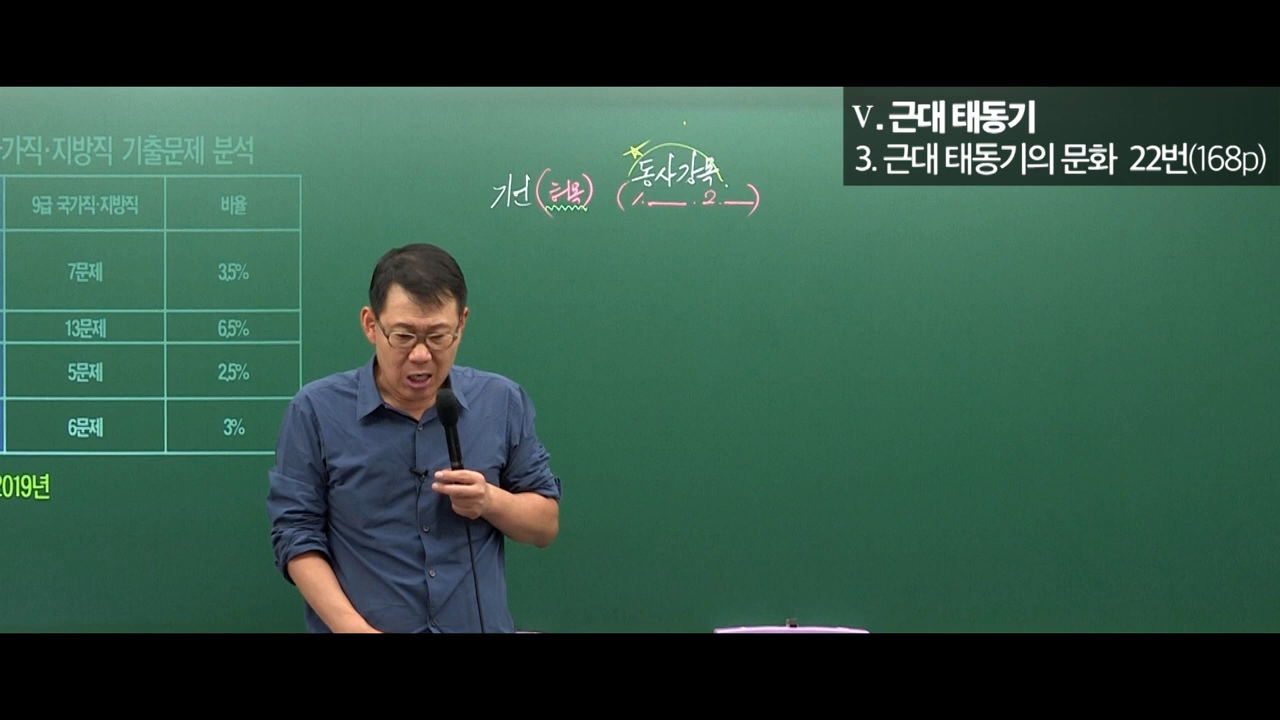 Ⅴ. 근대 태동기
3. 근대 태동기의 문화 22번(168p)
가직·지방직 기출문제 분석
9급 국가직·지방직 비율
7문제 3.5%
13문제 6.5%
5문제 2.5%
6문제 3%
2019년
동사강목
기언 (허목) (1. 2. )